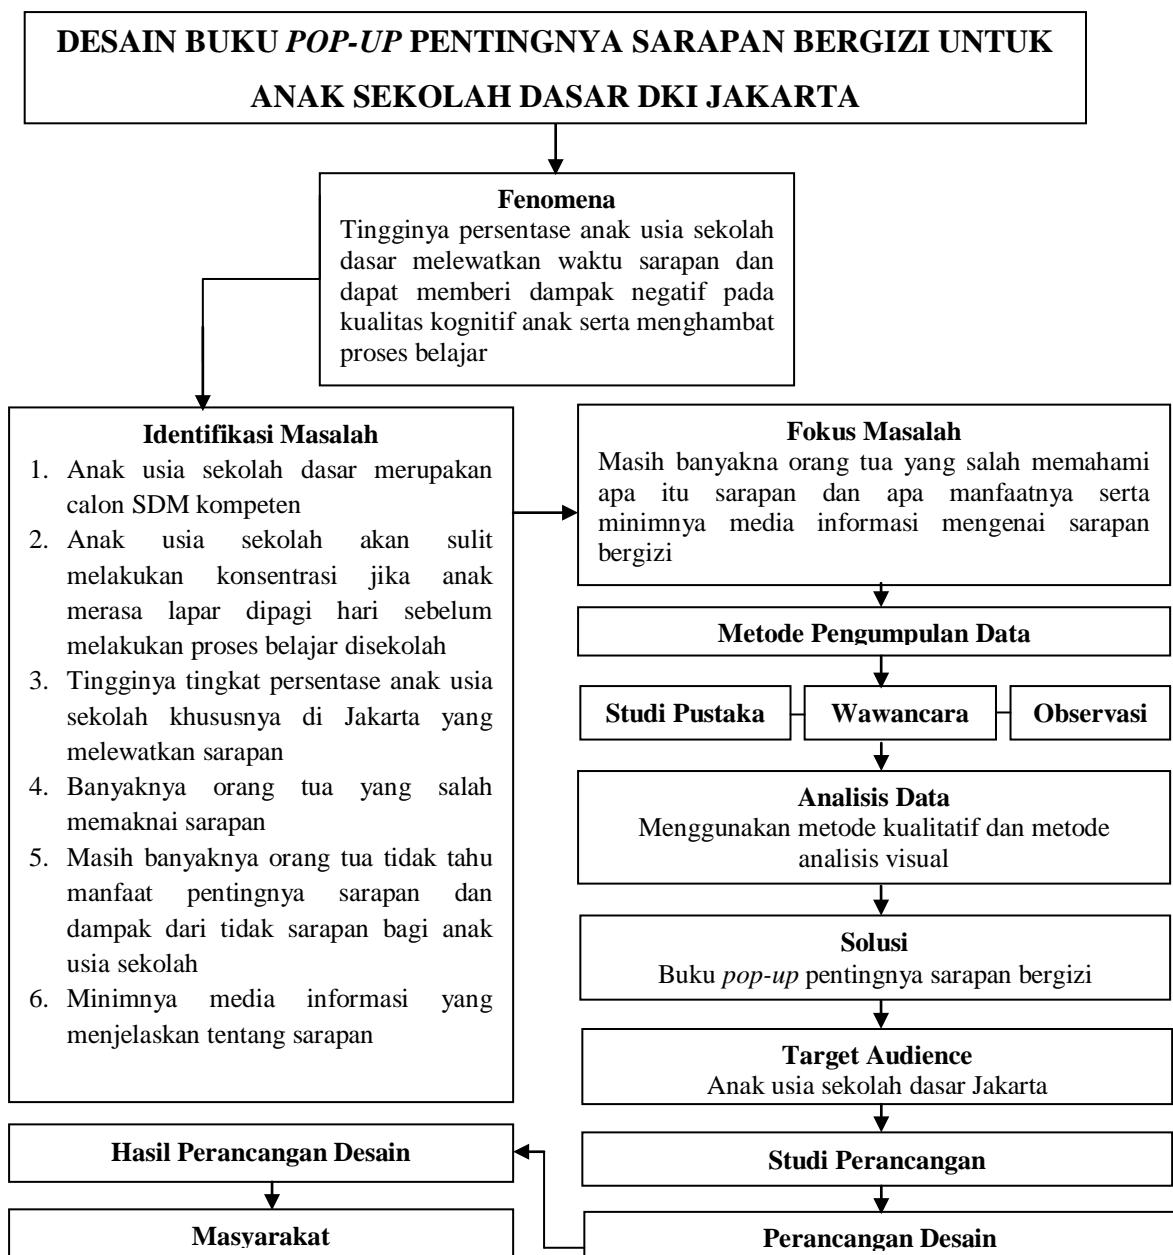 DESAIN BUKU POP-UP PENTINGNYA SARAPAN BERGIZI UNTUK
ANAK SEKOLAH DASAR DKI JAKARTA
Fenomena
Tingginya persentase anak usia sekolah
dasar melewatkan waktu sarapan dan
dapat memberi dampak negatif pada
kualitas kognitif anak serta menghambat
proses belajar
Identifikasi Masalah
1. Anak usia sekolah dasar merupakan
calon SDM kompeten
2. Anak usia sekolah akan sulit
melakukan konsentrasi jika anak
merasa lapar dipagi hari sebelum
melakukan proses belajar disekolah
3. Tingginya tingkat persentase anak usia
sekolah khususnya di Jakarta yang
melewatkan sarapan
4. Banyaknya orang tua yang salah
memaknai sarapan
5. Masih banyaknya orang tua tidak tahu
manfaat pentingnya sarapan dan
dampak dari tidak sarapan bagi anak
usia sekolah
6. Minimnya media informasi yang
menjelaskan tentang sarapan
Fokus Masalah
Masih banyakna orang tua yang salah memahami
apa itu sarapan dan apa manfaatnya serta
minimnya media informasi mengenai sarapan
bergizi
Metode Pengumpulan Data
Studi Pustaka
Wawancara
Observasi
Analisis Data
Menggunakan metode kualitatif dan metode
analisis visual
Solusi
Buku pop-up pentingnya sarapan bergizi
Target Audience
Anak usia sekolah dasar Jakarta
Studi Perancangan
Perancangan Desain
Hasil Perancangan Desain
Masyarakat